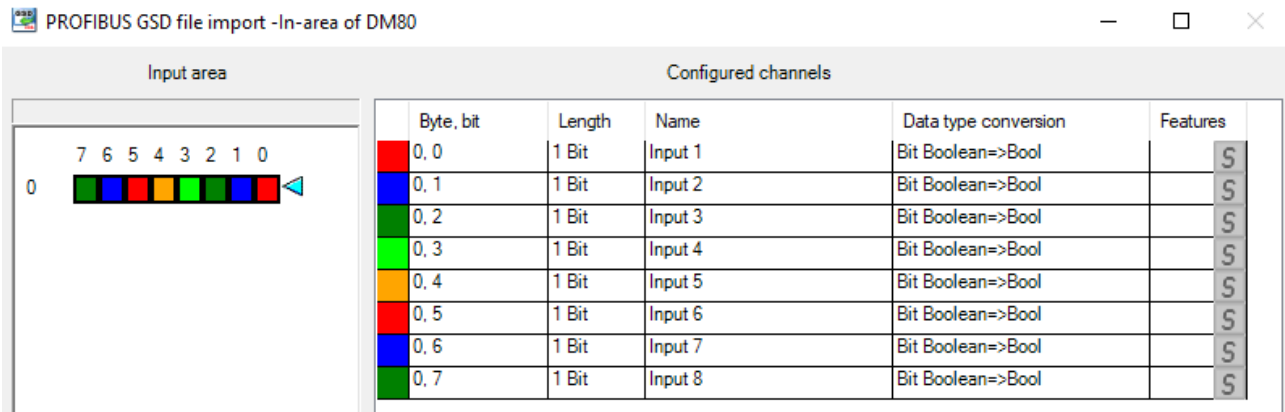 PROFIBUS GSD file import -In-area of DM80
Input area
Configured channels
7 6 5 4 3 2 1 0
0
Byte, bit Length Name Data type conversion Features
0, 0 1 Bit Input 1 Bit Boolean=>Bool S
0, 1 1 Bit Input 2 Bit Boolean=>Bool S
0, 2 1 Bit Input 3 Bit Boolean=>Bool S
0, 3 1 Bit Input 4 Bit Boolean=>Bool S
0, 4 1 Bit Input 5 Bit Boolean=>Bool S
0, 5 1 Bit Input 6 Bit Boolean=>Bool S
0, 6 1 Bit Input 7 Bit Boolean=>Bool S
0, 7 1 Bit Input 8 Bit Boolean=>Bool S